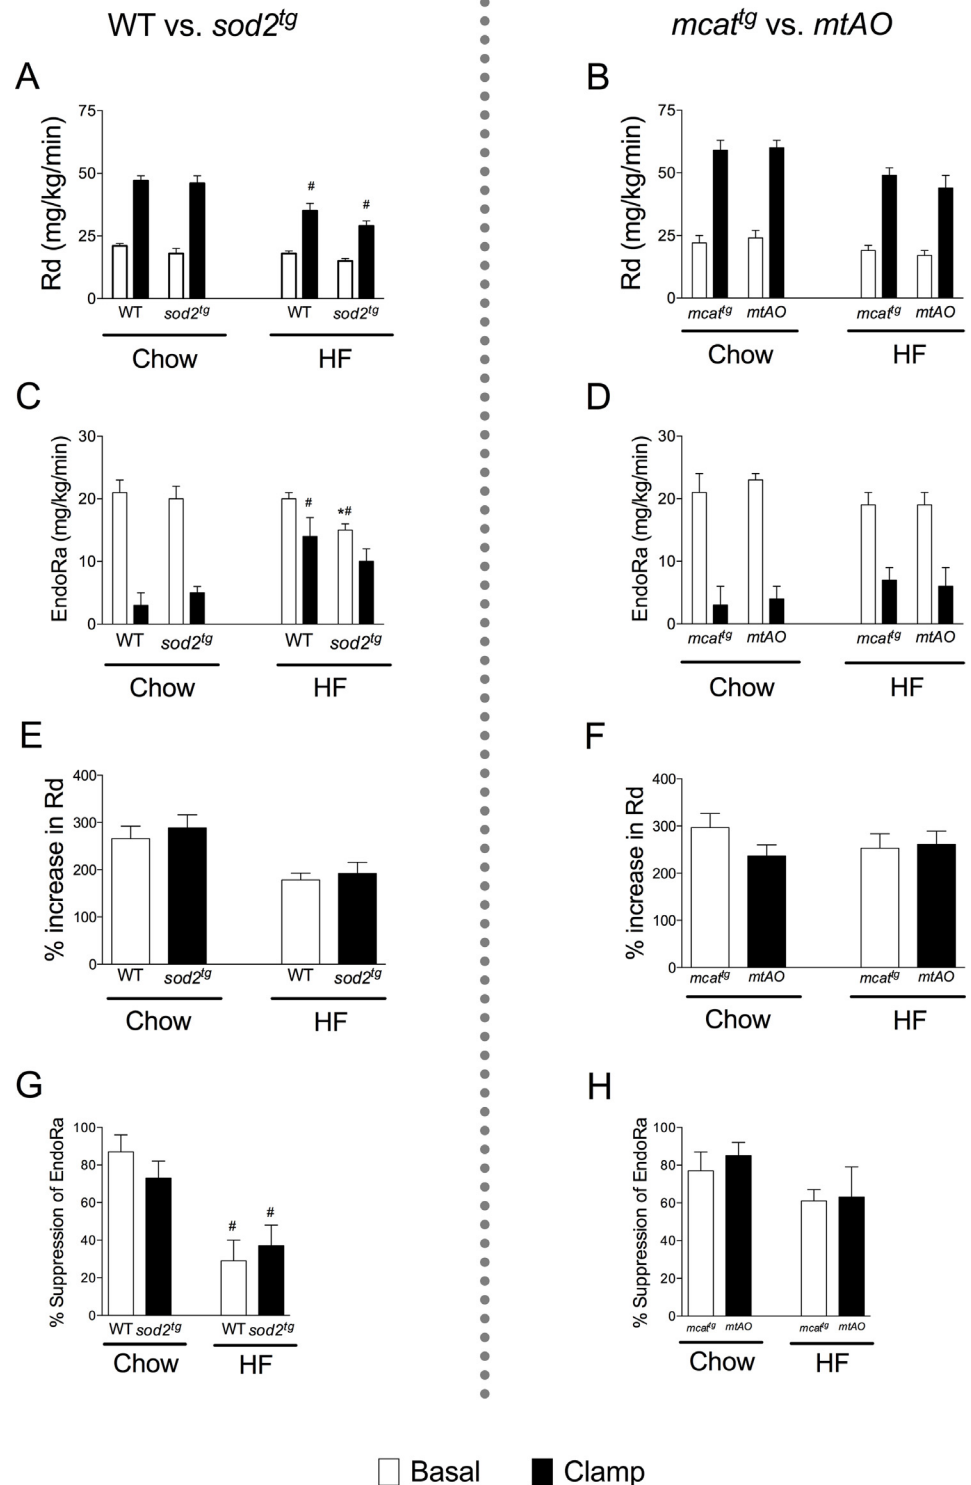 WT vs. sod2tg
mcattg vs. mtAO
A
Rd (mg/kg/min)
75
50
25
0
# #
WT sod2tg WT sod2tg
Chow HF
B
Rd (mg/kg/min)
75
50
25
0
mcattg mtAO mcattg mtAO
Chow HF
C
EndoRa (mg/kg/min)
30
20
10
0
# *#
WT sod2tg WT sod2tg
Chow HF
D
EndoRa (mg/kg/min)
30
20
10
0
mcattg mtAO mcattg mtAO
Chow HF
E
% increase in Rd
400
300
200
100
0
WT sod2tg WT sod2tg
Chow HF
F
% increase in Rd
400
300
200
100
0
mcattg mtAO mcattg mtAO
Chow HF
G
% Suppression of EndoRa
100
80
60
40
20
0
# #
WT sod2tg WT sod2tg
Chow HF
H
% Suppression of EndoRa
100
80
60
40
20
0
mcattg mtAO mcattg mtAO
Chow HF
Basal Clamp